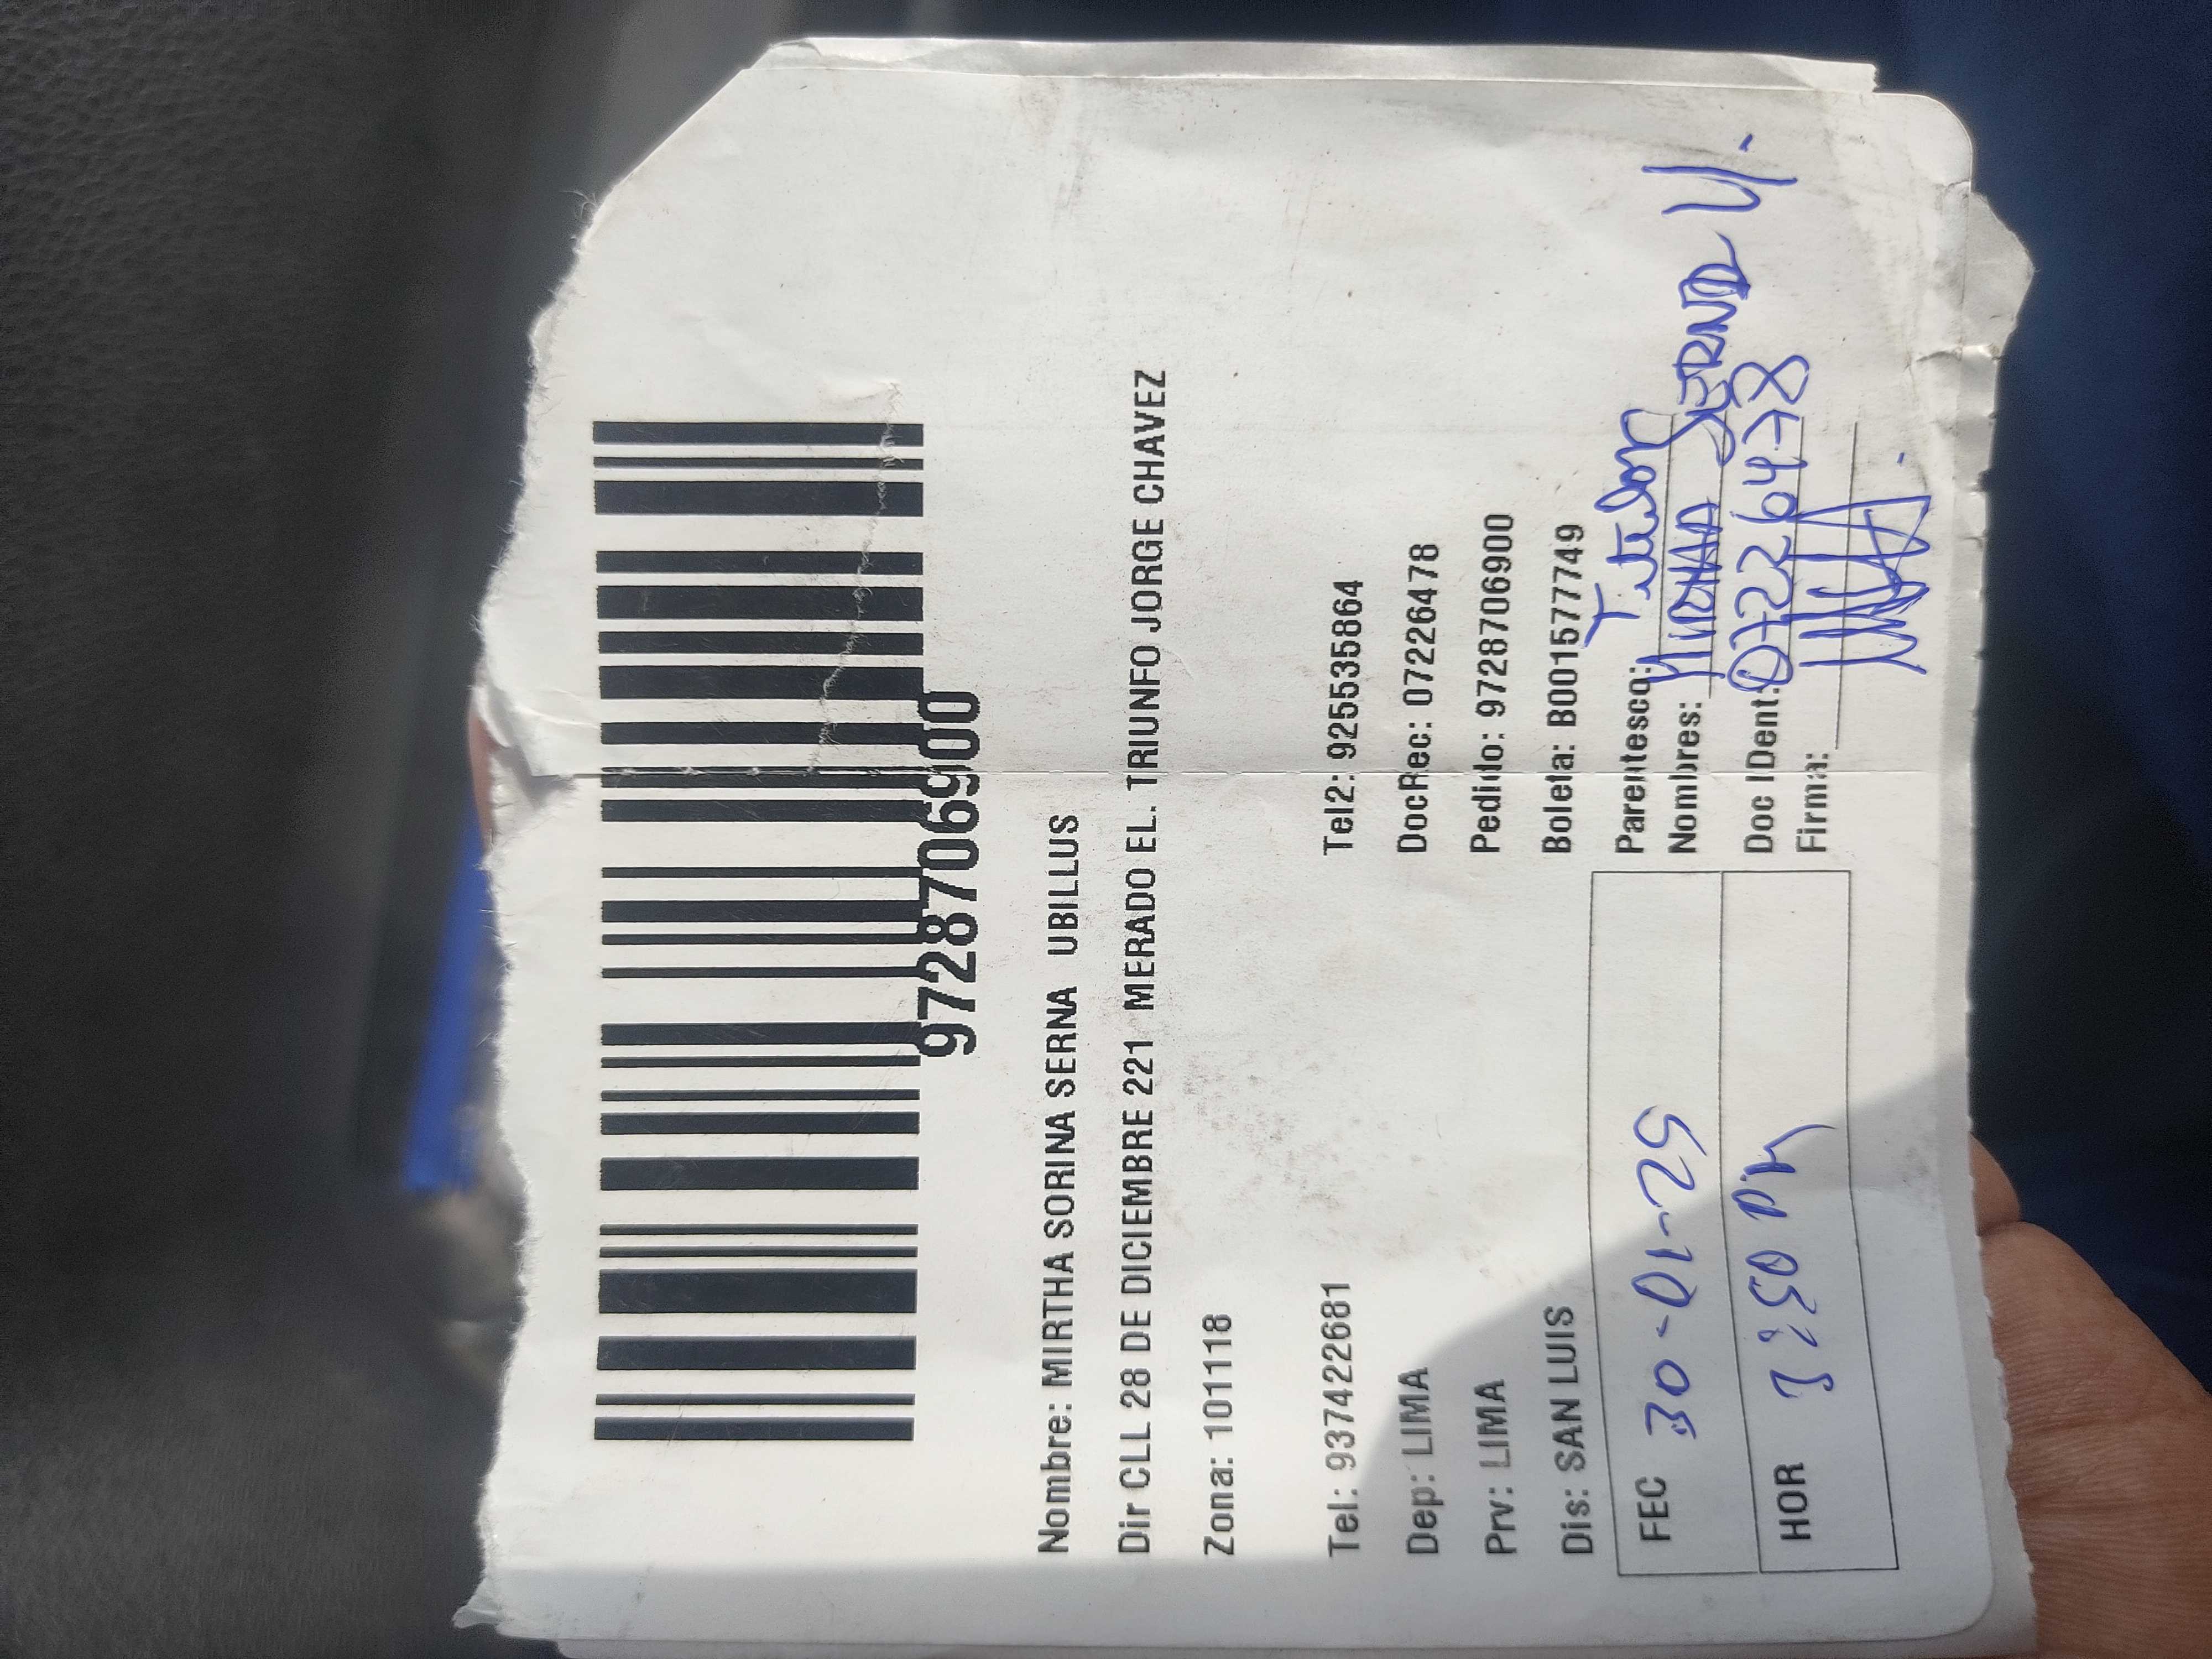 9728706900
Nombre: MIRTHA SORINA SERNA UBILLUS
Dir CLL 28 DE DICIEMBRE 221 MERADO EL. TRIUNFO JORGE CHAVEZ
Zona: 101118
Tel: 937422681 Tel2: 925535864
Dep: LIMA DocRec: 07226478
Prv: LIMA Pedido: 9728706900
Dis: SAN LUIS Boleta: B001577749
FEC 30-01-25 Parentesco: Titular
Nombres: MIRTHA SERNA U.
HOR 3:50 PM Doc IDent: 07226478
Firma: